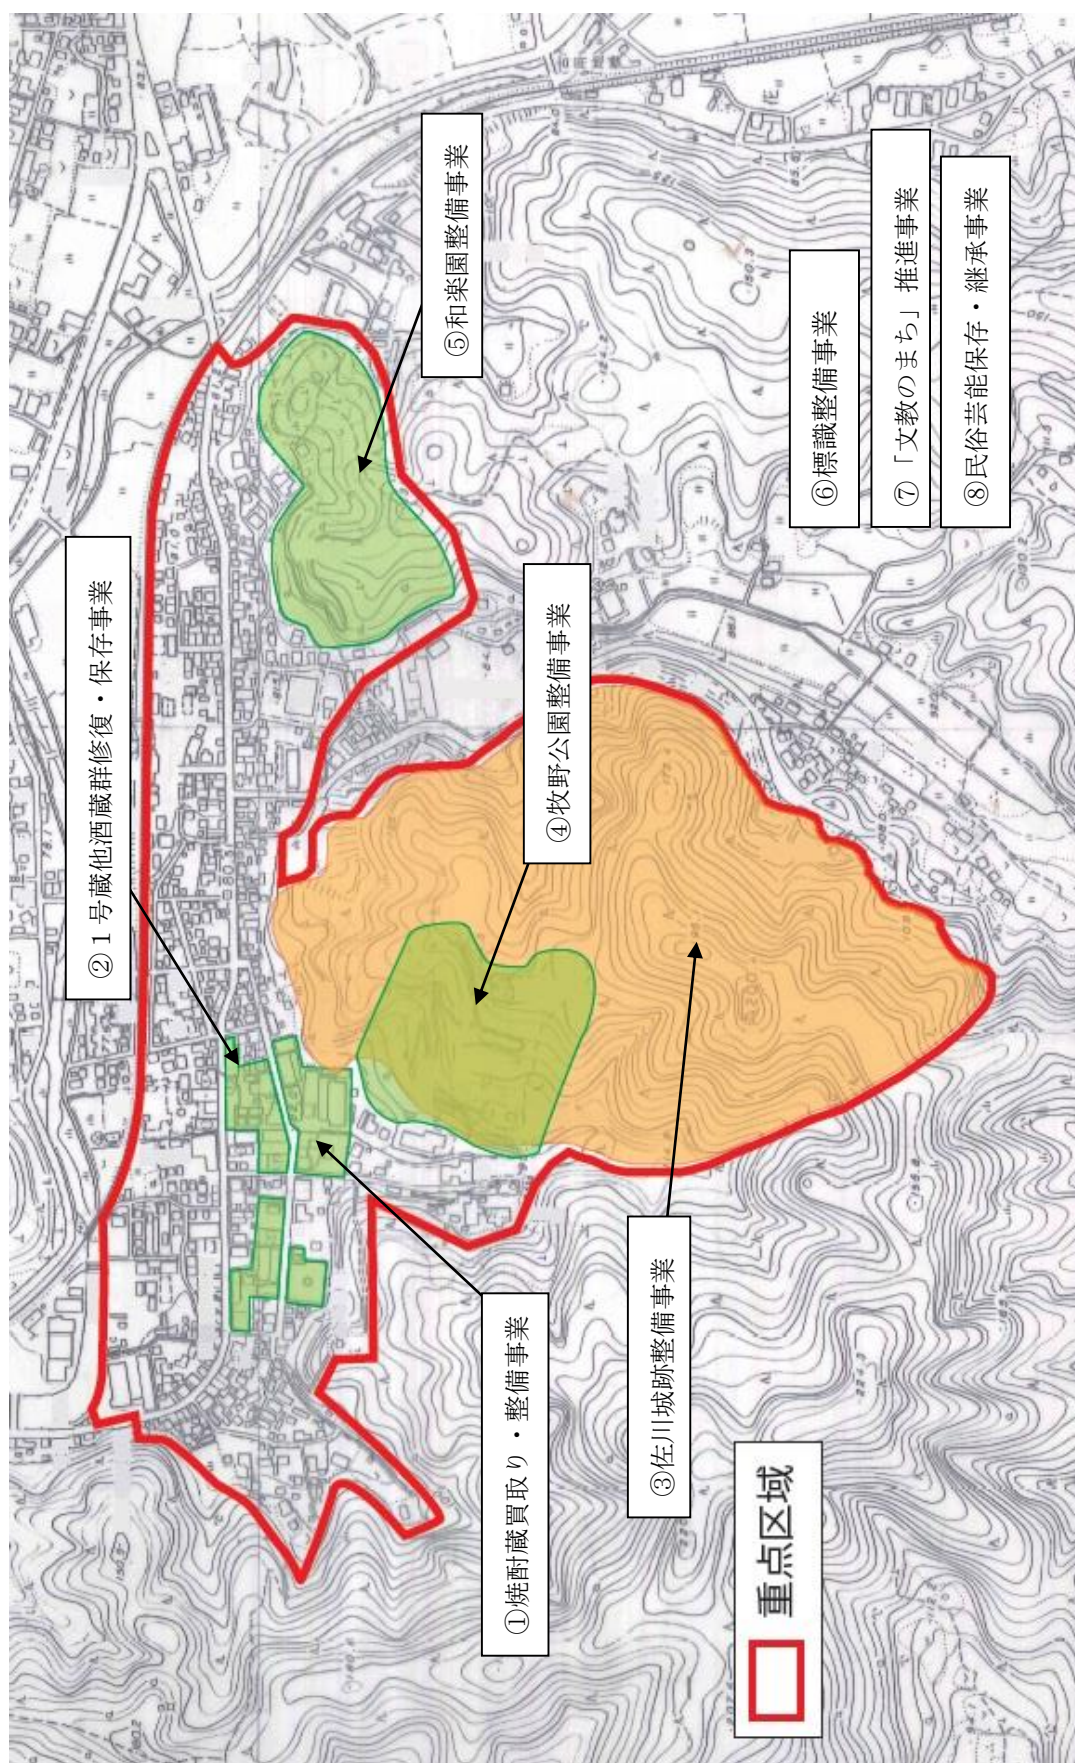 ②１号蔵他酒蔵群修復・保存事業
⑤和楽園整備事業
④牧野公園整備事業
①焼酎蔵買取り・整備事業
③佐川城跡整備事業
⑥標識整備事業
⑦「文教のまち」推進事業
⑧民俗芸能保存・継承事業
重点区域